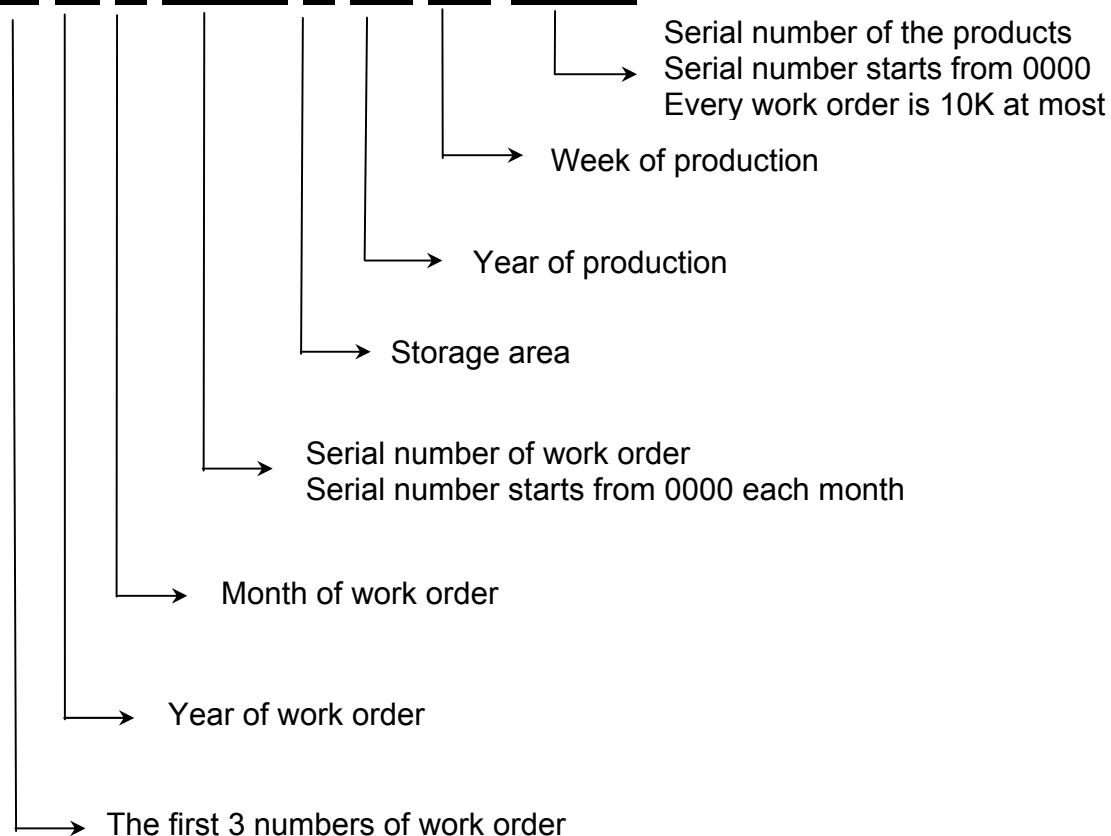 Serial number of the products
Serial number starts from 0000
Every work order is 10K at most
Week of production
Year of production
Storage area
Serial number of work order
Serial number starts from 0000 each month
Month of work order
Year of work order
The first 3 numbers of work order